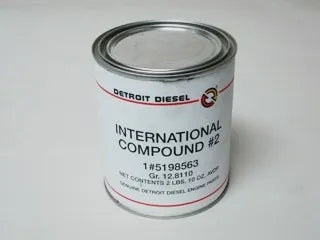 DETROIT DIESEL
INTERNATIONAL
COMPOUND #2
1#5198563
Gr. 12.8110
NET CONTENTS 2 LBS, 10 OZ. AVDP.
GENUINE DETROIT DIESEL ENGINE PARTS